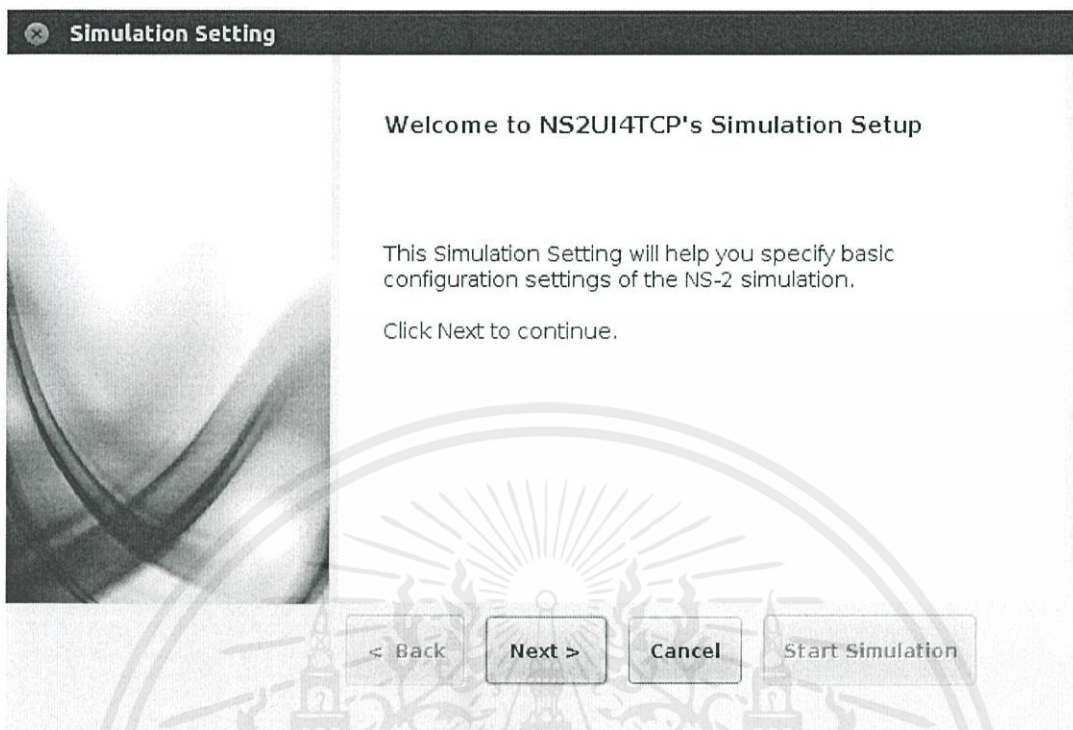 Simulation Setting
Welcome to NS2UI4TCP's Simulation Setup
This Simulation Setting will help you specify basic
configuration settings of the NS-2 simulation.
Click Next to continue.
< Back
Next >
Cancel
Start Simulation